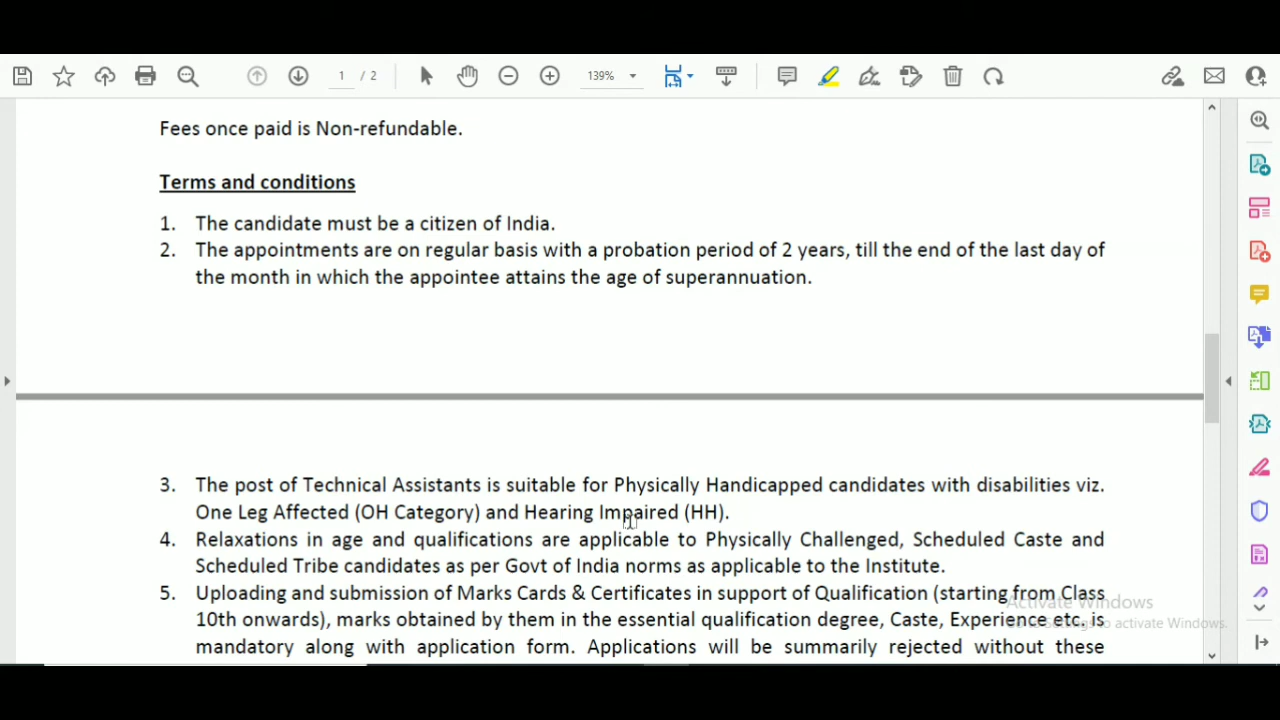 1 / 2
139%
Fees once paid is Non-refundable.
Terms and conditions
1. The candidate must be a citizen of India.
2. The appointments are on regular basis with a probation period of 2 years, till the end of the last day of
the month in which the appointee attains the age of superannuation.
3. The post of Technical Assistants is suitable for Physically Handicapped candidates with disabilities viz.
One Leg Affected (OH Category) and Hearing Impaired (HH).
4. Relaxations in age and qualifications are applicable to Physically Challenged, Scheduled Caste and
Scheduled Tribe candidates as per Govt of India norms as applicable to the Institute.
5. Uploading and submission of Marks Cards & Certificates in support of Qualification (starting from Class
Activate Windows
10th onwards), marks obtained by them in the essential qualification degree, Caste, Experience etc. is
Go to Settings to activate Windows.
mandatory along with application form. Applications will be summarily rejected without these